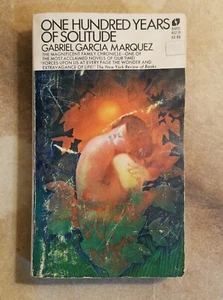 ONE HUNDRED YEARS
OF SOLITUDE
GABRIEL GARCIA MARQUEZ
THE MAGNIFICENT FAMILY CHRONICLE—ONE OF
THE MOST ACCLAIMED NOVELS OF OUR TIME!
"FORCES UPON US AT EVERY PAGE THE WONDER AND
EXTRAVAGANCE OF LIFE!" The New York Review of Books